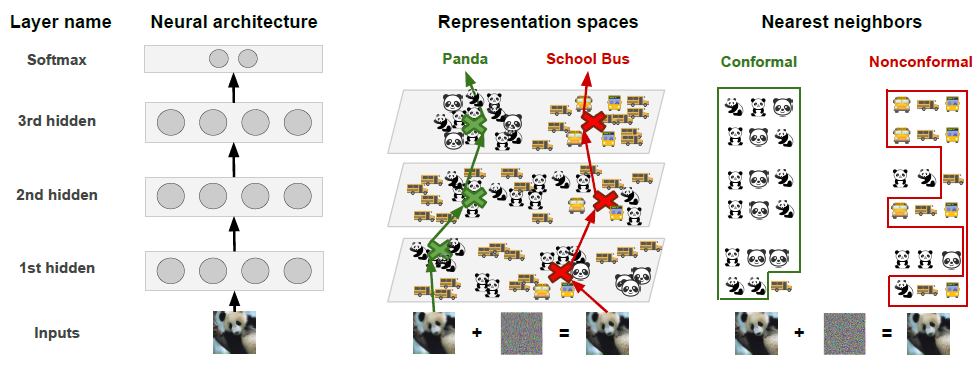 Layer name Neural architecture Representation spaces Nearest neighbors
Softmax Panda School Bus Conformal Nonconformal
3rd hidden
2nd hidden
1st hidden
Inputs + = + =